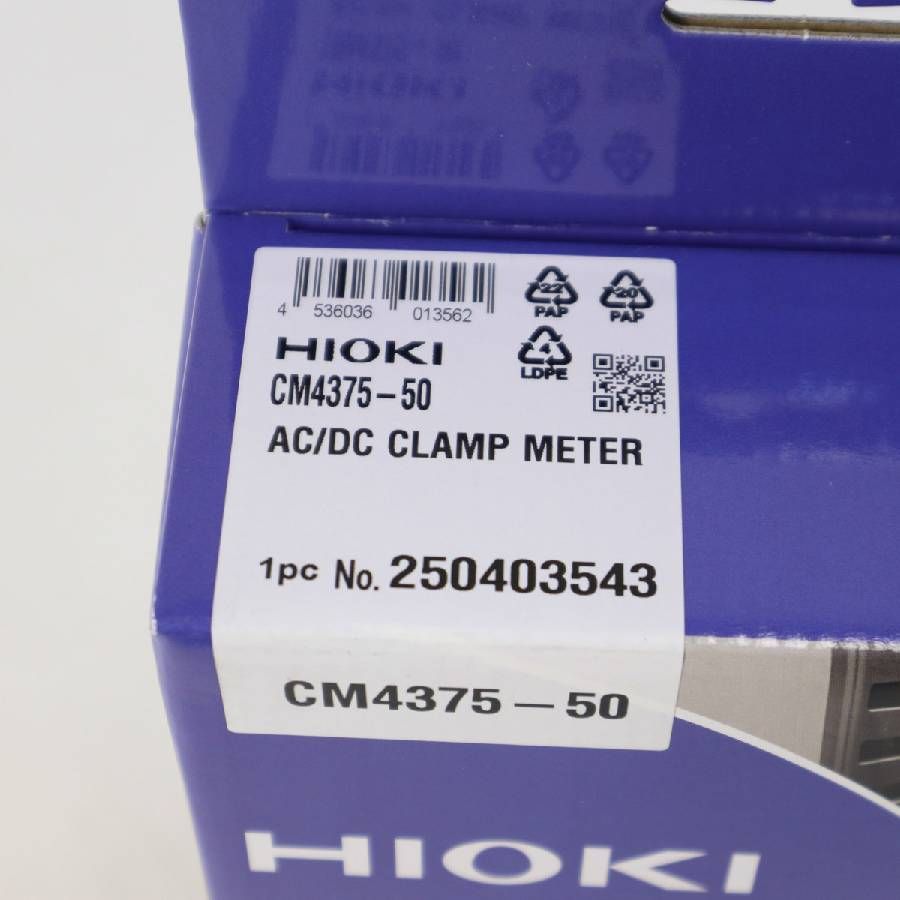 HIOKI
4 536036 013562
22
PAP
20
PAP
4
LDPE
HIOKI
CM4375-50
AC/DC CLAMP METER
1pc No. 250403543
CM4375-50
HIOKI